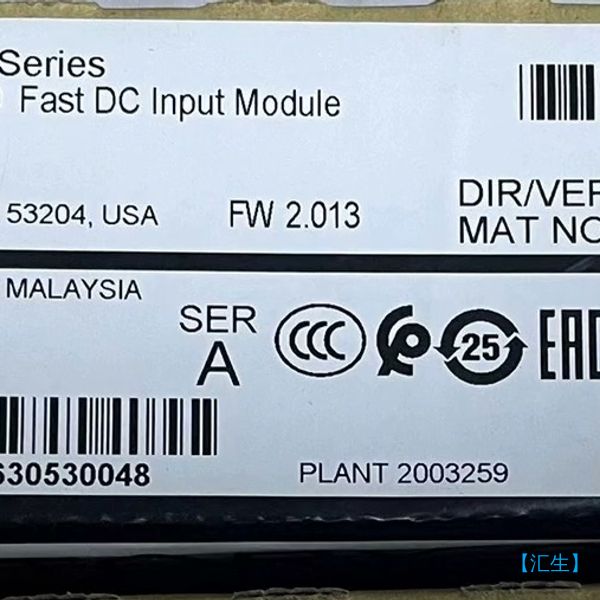 Series
Fast DC Input Module
53204, USA
FW 2.013
DIR/VER
MAT NO
MALAYSIA
SER
A
CCC
25
EAC
630530048
PLANT 2003259
【汇生】